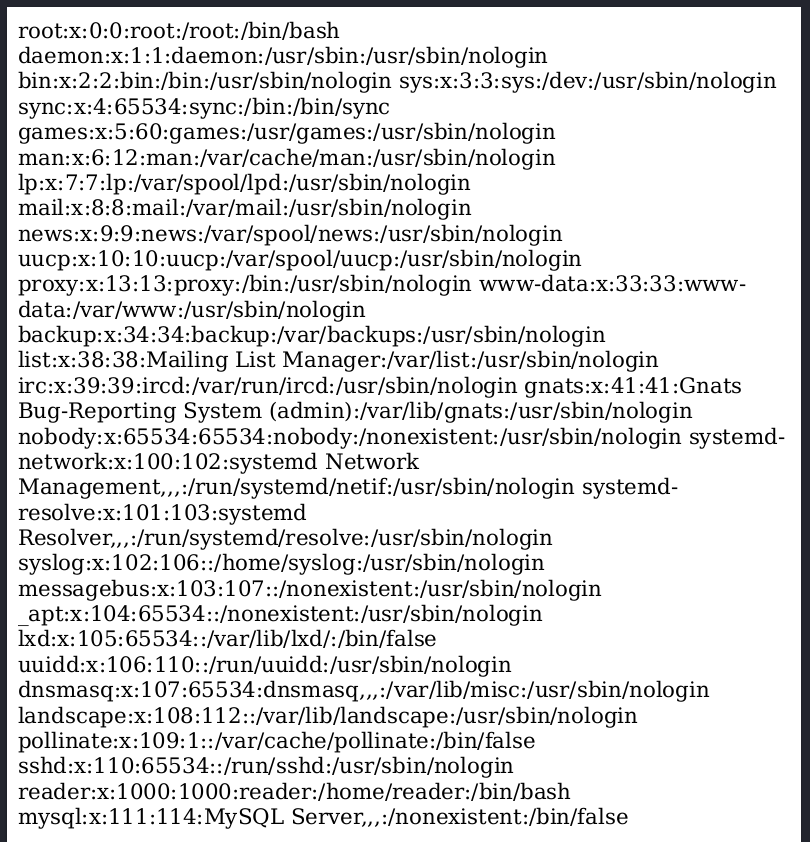 root:x:0:0:root:/root:/bin/bash
daemon:x:1:1:daemon:/usr/sbin:/usr/sbin/nologin
bin:x:2:2:bin:/bin:/usr/sbin/nologin sys:x:3:3:sys:/dev:/usr/sbin/nologin
sync:x:4:65534:sync:/bin:/bin/sync
games:x:5:60:games:/usr/games:/usr/sbin/nologin
man:x:6:12:man:/var/cache/man:/usr/sbin/nologin
lp:x:7:7:lp:/var/spool/lpd:/usr/sbin/nologin
mail:x:8:8:mail:/var/mail:/usr/sbin/nologin
news:x:9:9:news:/var/spool/news:/usr/sbin/nologin
uucp:x:10:10:uucp:/var/spool/uucp:/usr/sbin/nologin
proxy:x:13:13:proxy:/bin:/usr/sbin/nologin www-data:x:33:33:www-
data:/var/www:/usr/sbin/nologin
backup:x:34:34:backup:/var/backups:/usr/sbin/nologin
list:x:38:38:Mailing List Manager:/var/list:/usr/sbin/nologin
irc:x:39:39:ircd:/var/run/ircd:/usr/sbin/nologin gnats:x:41:41:Gnats
Bug-Reporting System (admin):/var/lib/gnats:/usr/sbin/nologin
nobody:x:65534:65534:nobody:/nonexistent:/usr/sbin/nologin systemd-
network:x:100:102:systemd Network
Management,,,:/run/systemd/netif:/usr/sbin/nologin systemd-
resolve:x:101:103:systemd
Resolver,,,:/run/systemd/resolve:/usr/sbin/nologin
syslog:x:102:106::/home/syslog:/usr/sbin/nologin
messagebus:x:103:107::/nonexistent:/usr/sbin/nologin
_apt:x:104:65534::/nonexistent:/usr/sbin/nologin
lxd:x:105:65534::/var/lib/lxd/:/bin/false
uuidd:x:106:110::/run/uuidd:/usr/sbin/nologin
dnsmasq:x:107:65534:dnsmasq,,,:/var/lib/misc:/usr/sbin/nologin
landscape:x:108:112::/var/lib/landscape:/usr/sbin/nologin
pollinate:x:109:1::/var/cache/pollinate:/bin/false
sshd:x:110:65534::/run/sshd:/usr/sbin/nologin
reader:x:1000:1000:reader:/home/reader:/bin/bash
mysql:x:111:114:MySQL Server,,,:/nonexistent:/bin/false